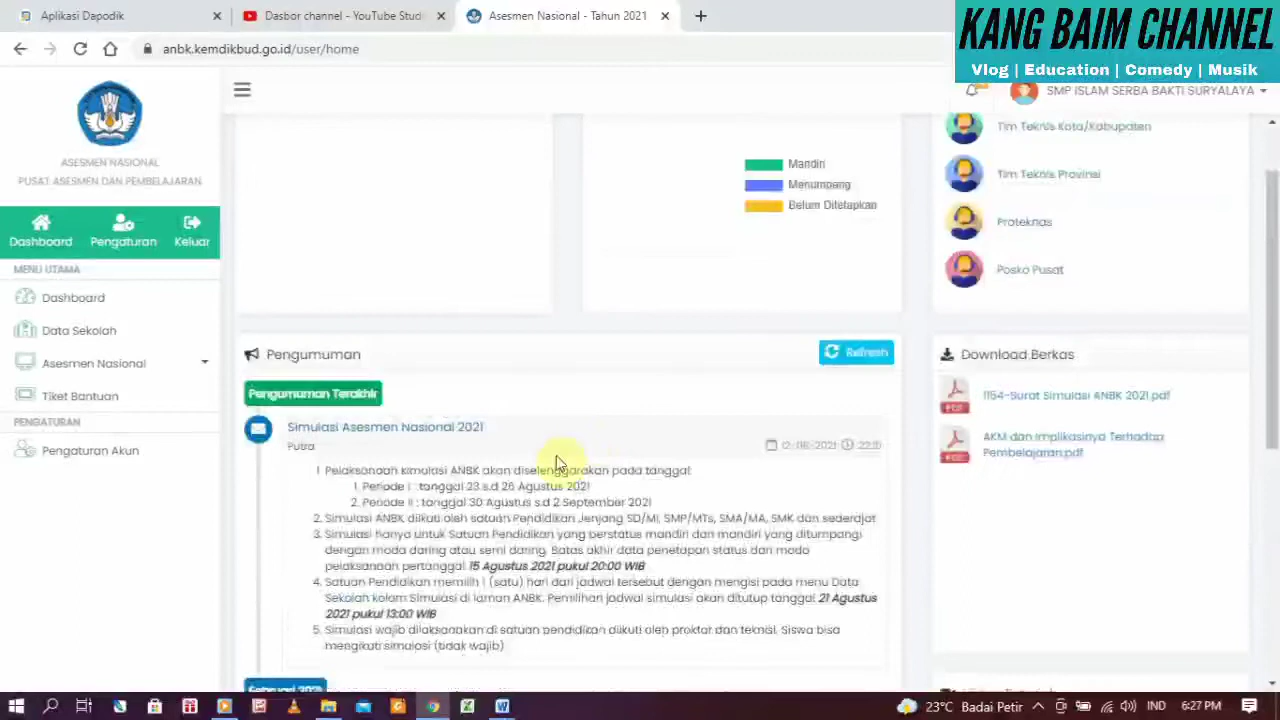 Aplikasi Dapodik
Dasbor channel - YouTube Studi
Asesmen Nasional - Tahun 2021
KANG BAIM CHANNEL
Vlog | Education | Comedy | Musik
anbk.kemdikbud.go.id/user/home
SMP ISLAM SERBA BAKTI SURYALAYA
ASESMEN NASIONAL
PUSAT ASESMEN DAN PEMBELAJARAN
Dashboard Pengaturan Keluar
MENU UTAMA
Dashboard
Data Sekolah
Asesmen Nasional
Tiket Bantuan
PENGATURAN
Pengaturan Akun
Mandiri
Menumpang
Belum Ditetapkan
Tim Teknis Kota/Kabupaten
Tim Teknis Provinsi
Proteknas
Posko Pusat
Pengumuman
Refresh
Pengumuman Terakhir
Simulasi Asesmen Nasional 2021
Putra
12-08-2021 22:10
1 Pelaksanaan simulasi ANBK akan diselenggarakan pada tanggal:
1. Periode I : tanggal 23 s.d 26 Agustus 2021
2. Periode II : tanggal 30 Agustus s.d 2 September 2021
2. Simulasi ANBK diikuti oleh satuan Pendidikan Jenjang SD/MI, SMP/MTs, SMA/MA, SMK dan sederajat
3. Simulasi hanya untuk Satuan Pendidikan yang berstatus mandiri dan mandiri yang ditumpangi
dengan moda daring atau semi daring. Batas akhir data penetapan status dan moda
pelaksanaan pertanggal 15 Agustus 2021 pukul 20:00 WIB
4. Satuan Pendidikan memilih 1 (satu) hari dari jadwal tersebut dengan mengisi pada menu Data
Sekolah kolom Simulasi di laman ANBK. Pemilihan jadwal simulasi akan ditutup tanggal 21 Agustus
2021 pukul 13:00 WIB
5. Simulasi wajib dilaksanakan di satuan pendidikan diikuti oleh proktor dan teknisi. Siswa bisa
mengikuti simulasi (tidak wajib)
Download Berkas
PDF
1154-Surat Simulasi ANBK 2021.pdf
PDF
AKM dan Implikasinya Terhadap
Pembelajaran.pdf
23°C Badai Petir
IND
6:27 PM